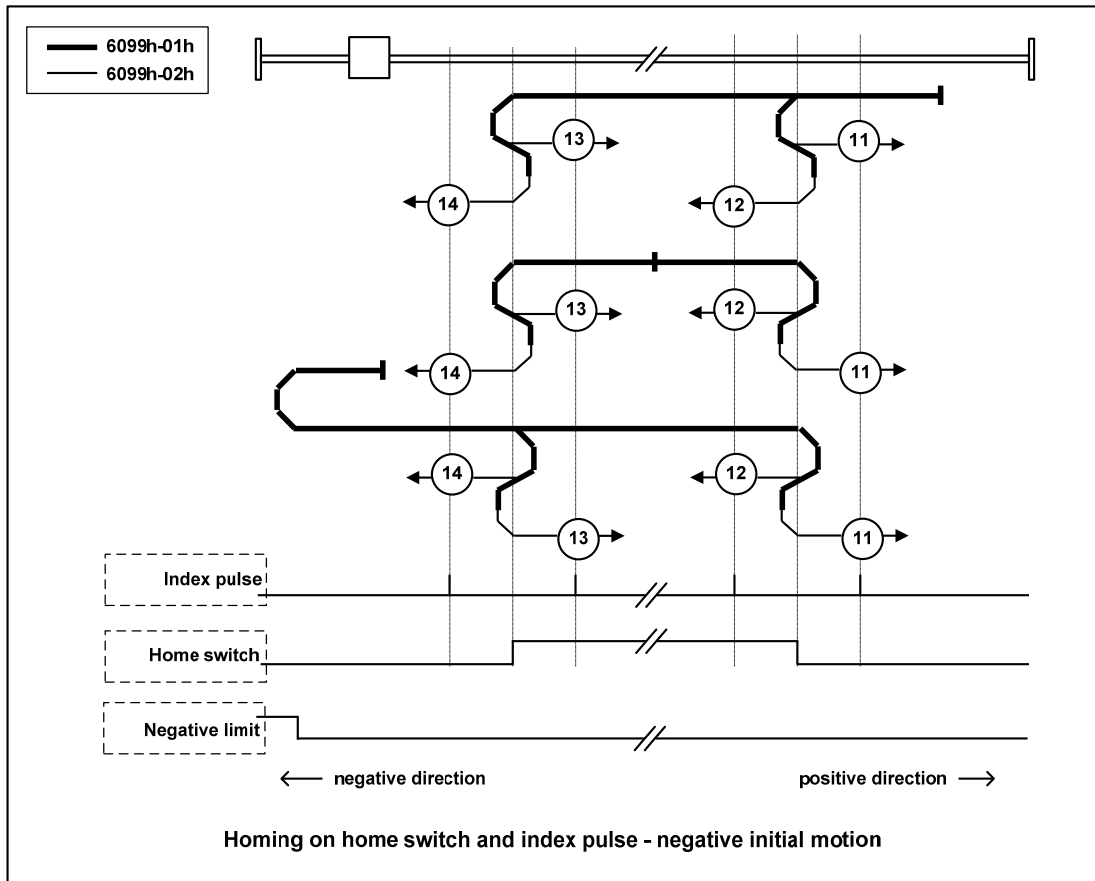 6099h-01h
6099h-02h
13
11
14
12
13
12
14
11
14
12
13
11
Index pulse
Home switch
Negative limit
negative direction
positive direction
Homing on home switch and index pulse - negative initial motion